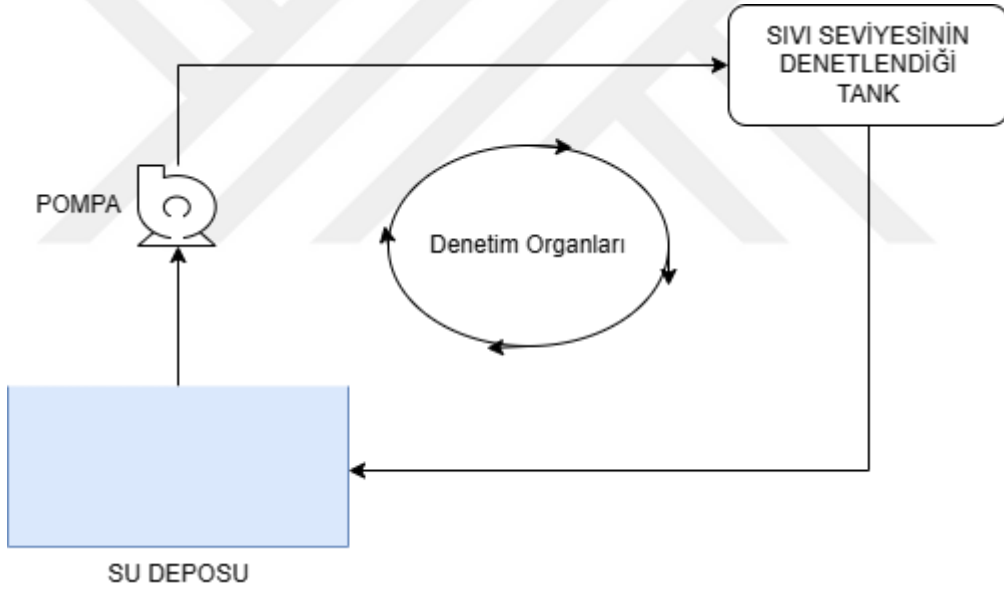 SIVI SEVİYESİNİN
DENETLENDİĞİ
TANK
POMPA
Denetim Organları
SU DEPOSU